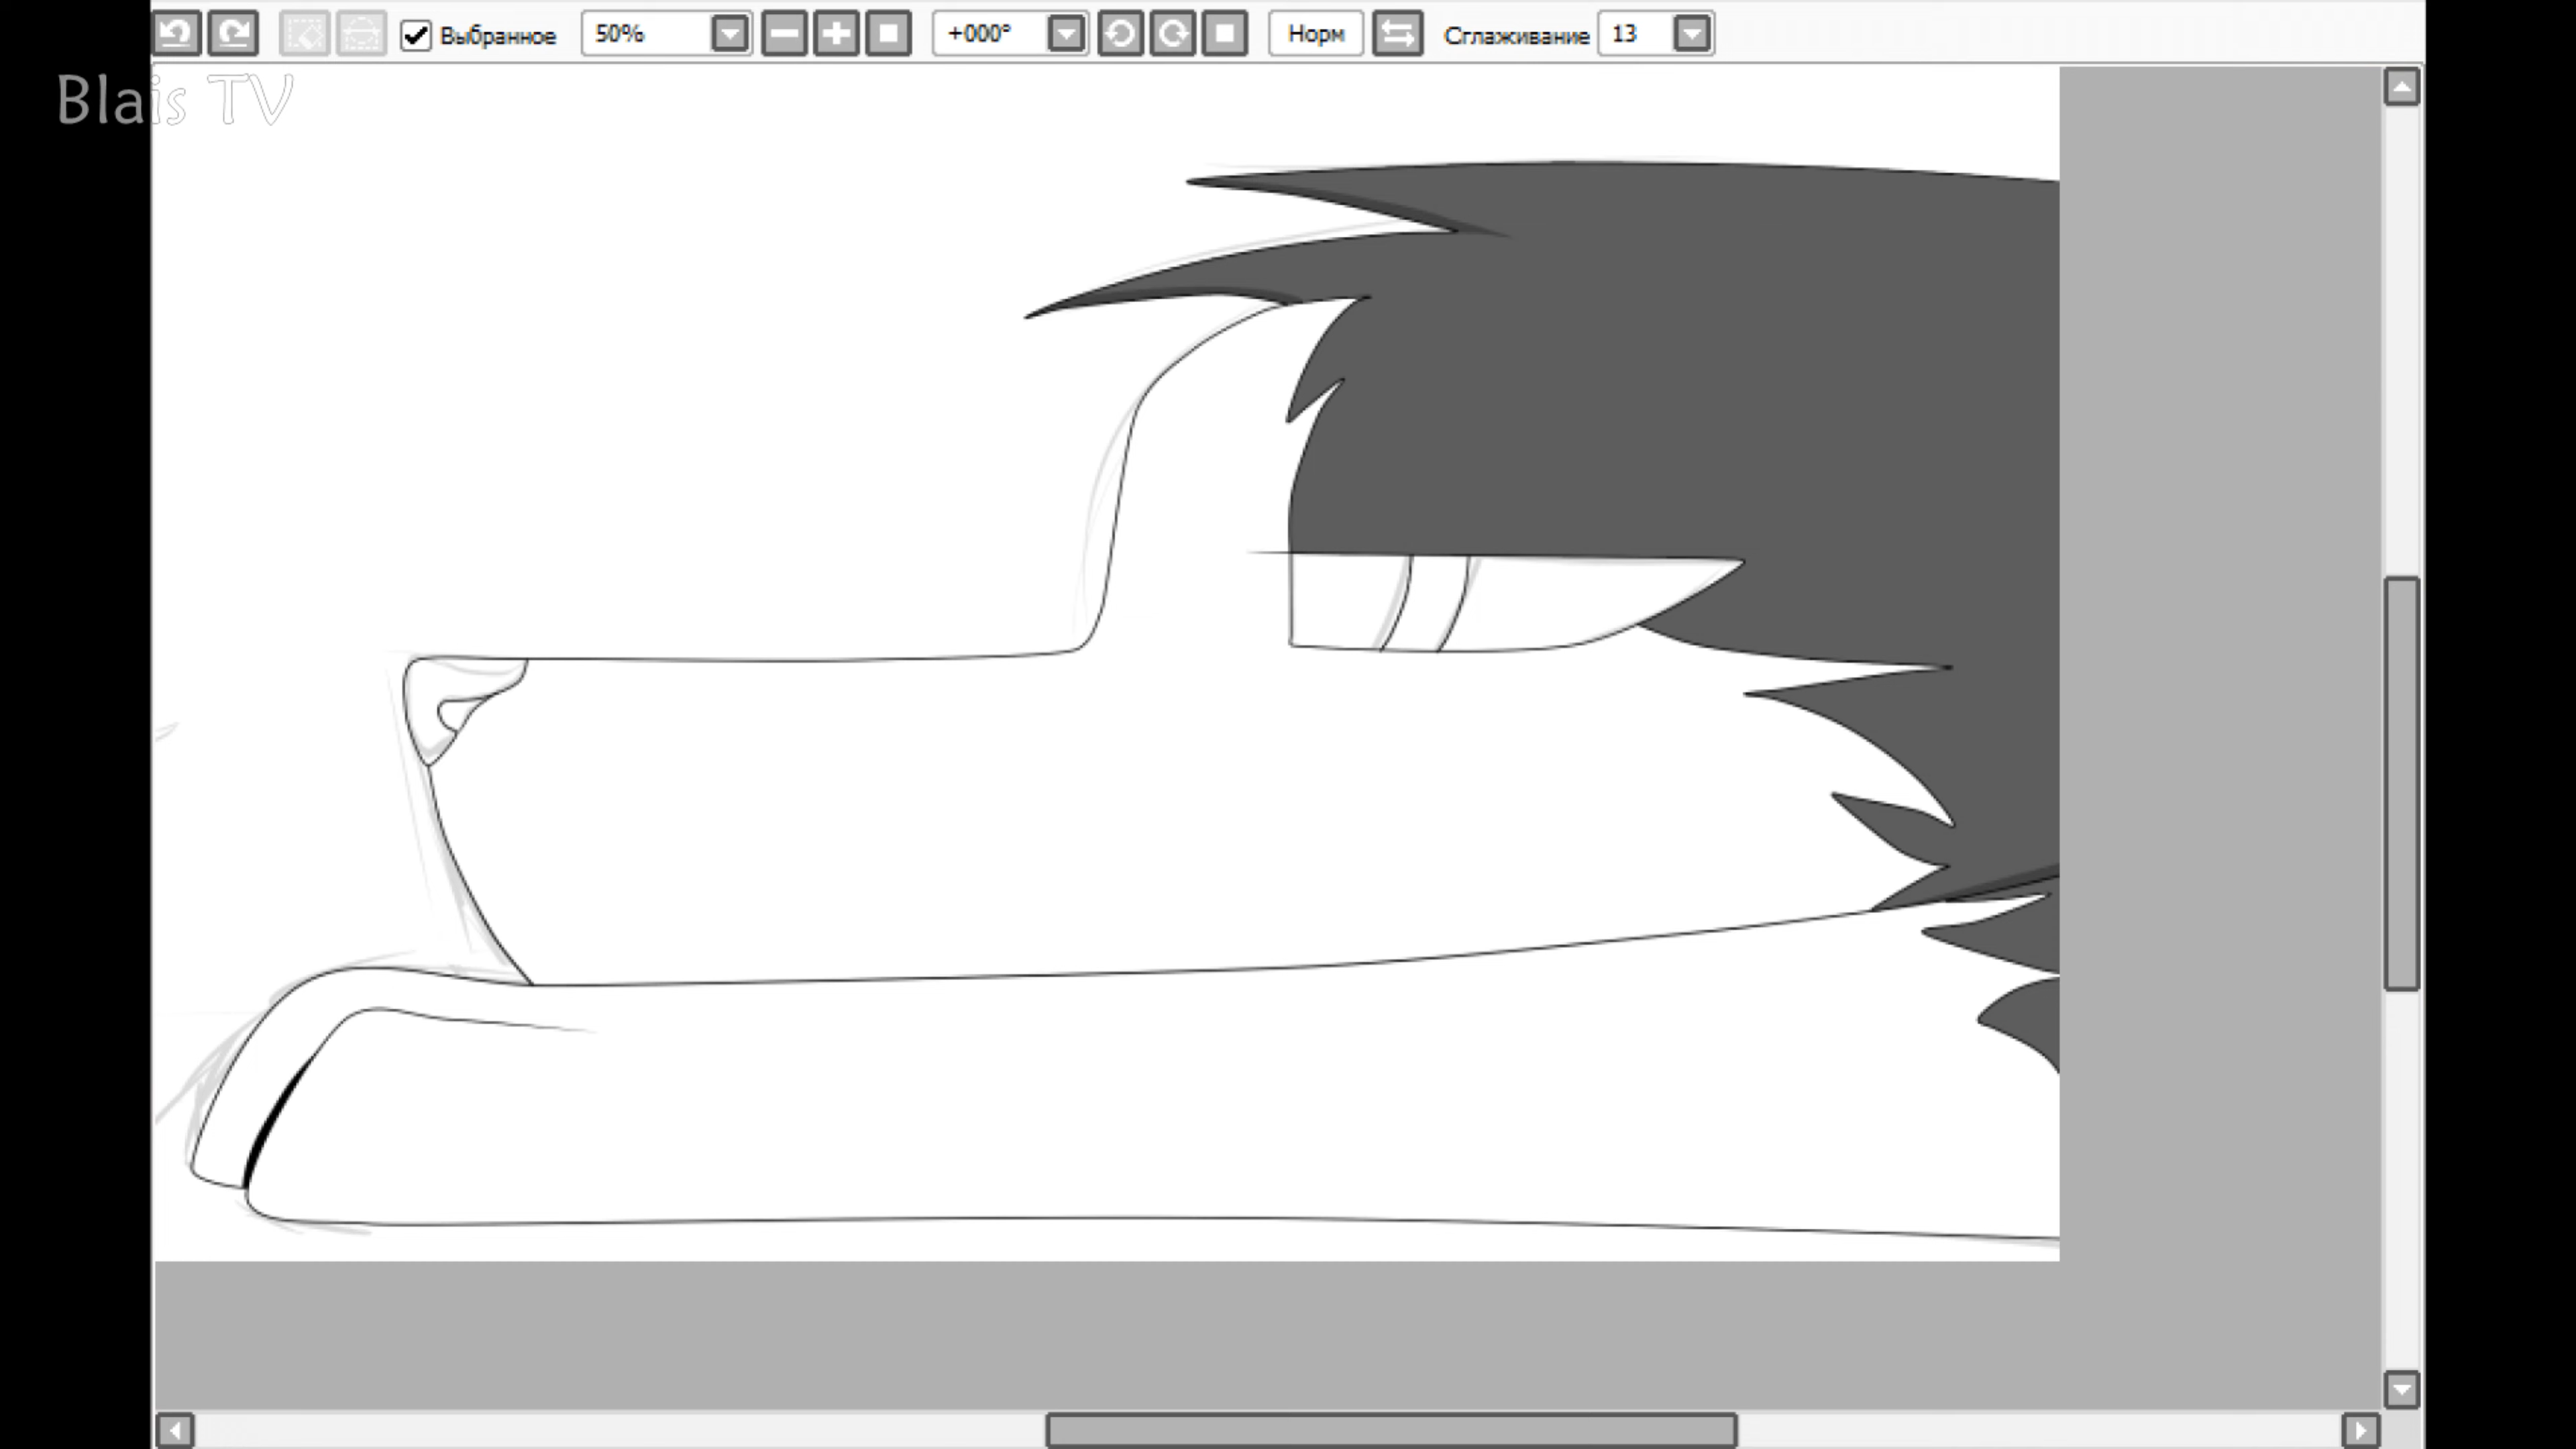 Выбранное 50% +000° Норм Сглаживание 13
Blais TV